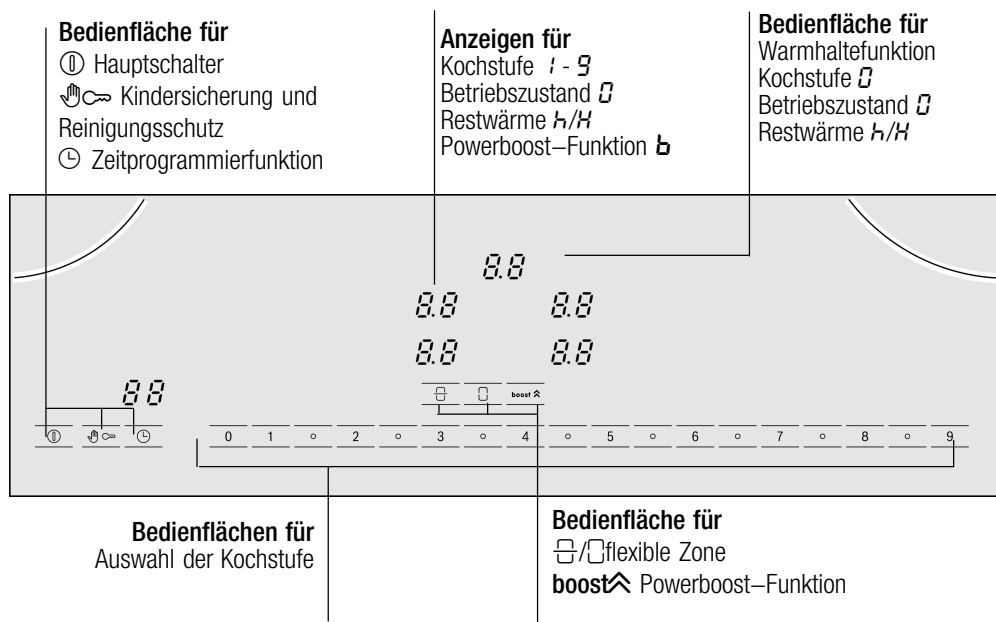 Bedienfläche für
Hauptschalter
Kindersicherung und
Reinigungsschutz
Zeitprogrammierfunktion
Anzeigen für
Kochstufe 1 - 9
Betriebszustand 0
Restwärme h/H
Powerboost–Funktion b
Bedienfläche für
Warmhaltefunktion
Kochstufe 0
Betriebszustand 0
Restwärme h/H
8.8
8.8 8.8
8.8 8.8
88
boost
0 1 o 2 o 3 o 4 o 5 o 6 o 7 o 8 o 9
Bedienflächen für
Auswahl der Kochstufe
Bedienfläche für
/ flexible Zone
boost Powerboost–Funktion